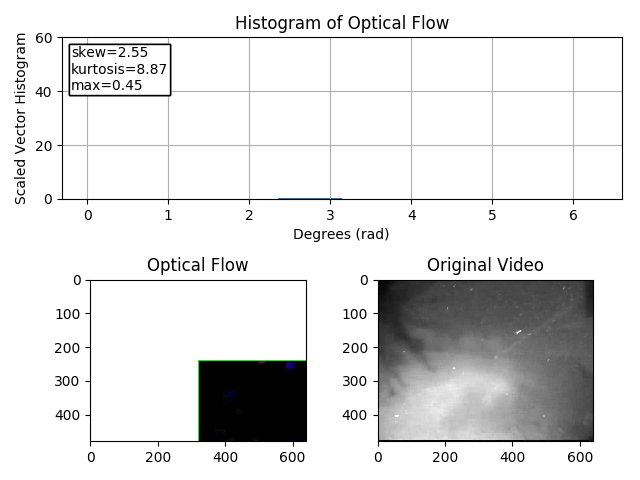 Histogram of Optical Flow
skew=2.55
kurtosis=8.87
max=0.45
Scaled Vector Histogram
60
40
20
0
0 1 2 3 4 5 6
Degrees (rad)
Optical Flow
0
100
200
300
400
0 200 400 600
Original Video
0
100
200
300
400
0 200 400 600